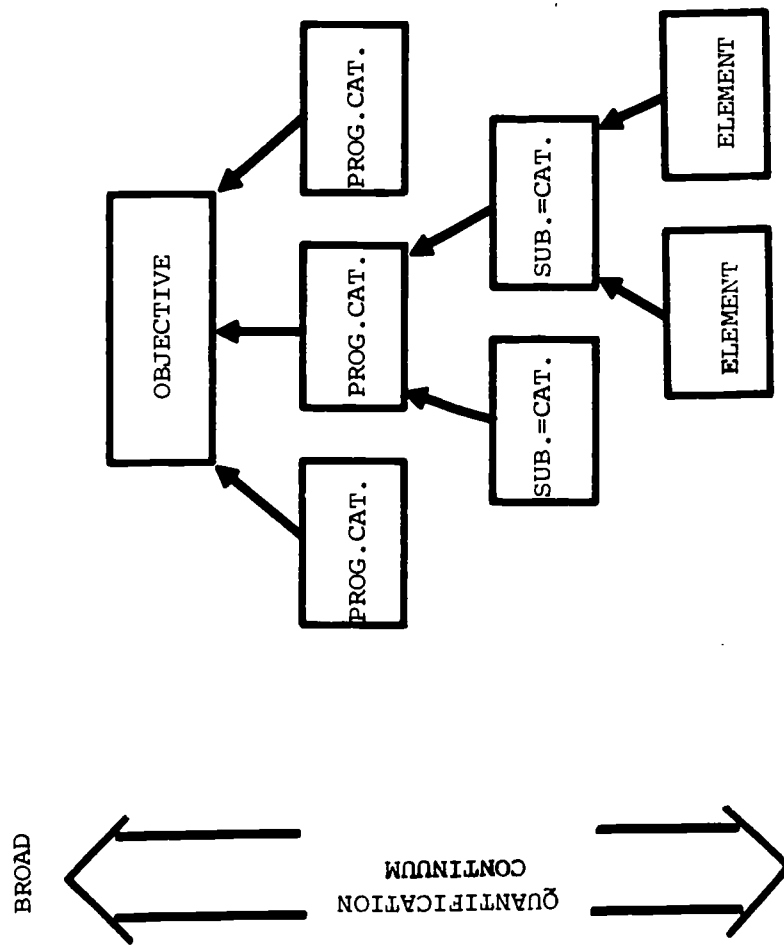 BROAD
OBJECTIVE
PROG.CAT.
PROG.CAT.
PROG.CAT.
QUANTIFICATION
CONTINUUM
SUB.=CAT.
SUB.=CAT.
ELEMENT
ELEMENT